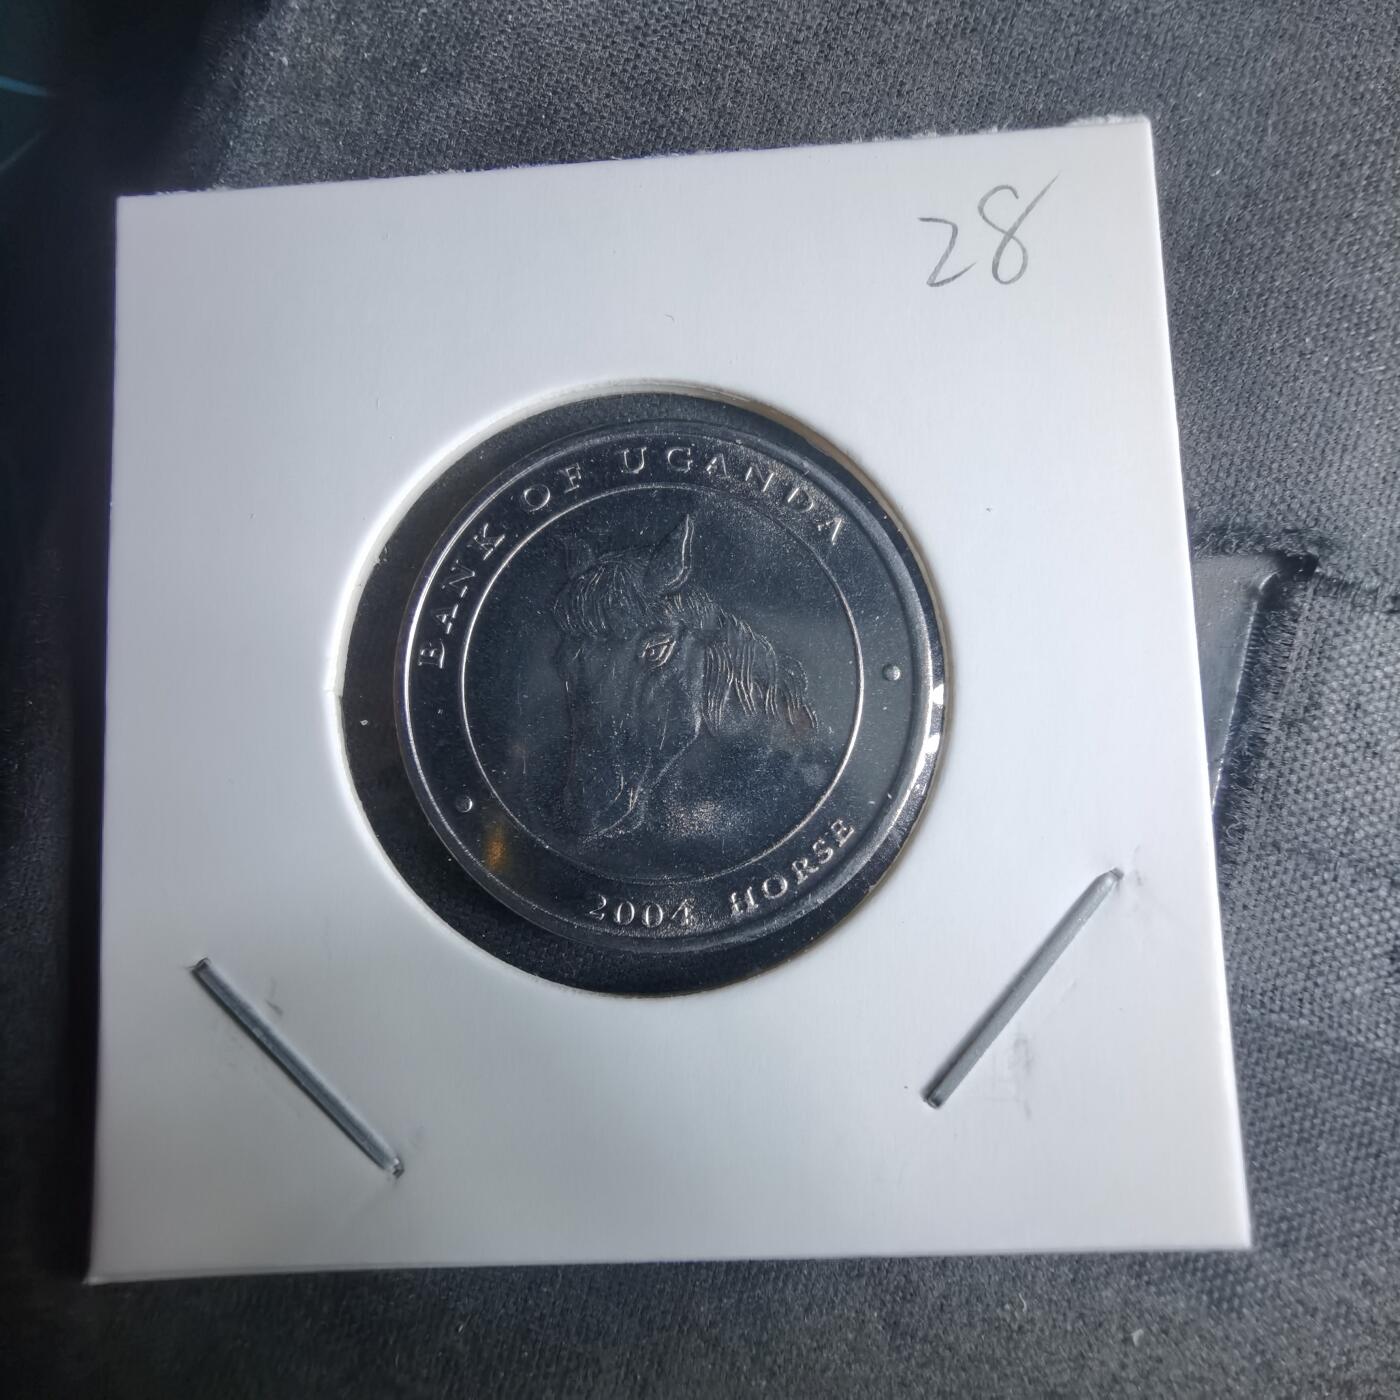 28
BANK OF UGANDA
2004 HORSE